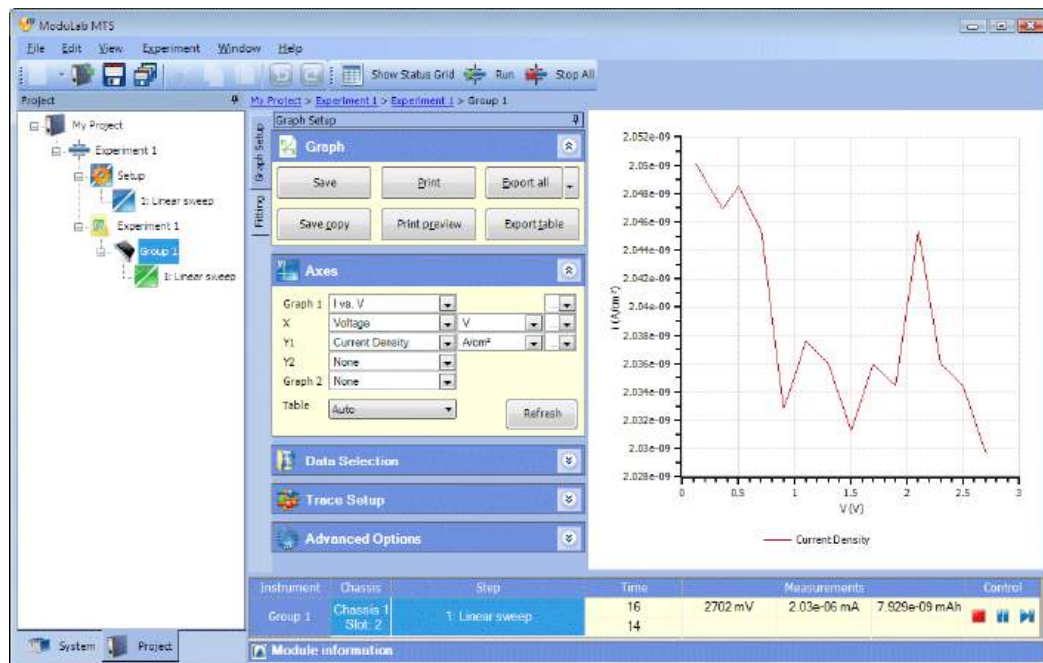 ModuLab MTS
File Edit View Experiment Window Help
Show Status Grid Run Stop All
Project
My Project > Experiment 1 > Experiment 1 > Group 1
My Project
Experiment 1
Setup
1: Linear sweep
Experiment 1
Group 1
1: Linear sweep
System Project
Graph Setup
Fitting
Graph Setup
Graph
Save Print Export all
Save copy Print preview Export table
Axes
Graph 1 I vs. V
X Voltage V
Y1 Current Density A/cm²
Y2 None
Graph 2 None
Table Auto Refresh
Data Selection
Trace Setup
Advanced Options
2.052e-09
2.05e-09
2.048e-09
2.046e-09
2.044e-09
2.042e-09
2.04e-09
2.038e-09
2.036e-09
2.034e-09
2.032e-09
2.03e-09
2.028e-09
i (A/cm²)
0 0.5 1 1.5 2 2.5 3
V (V)
Current Density
Instrument Chassis Step Time Measurements Control
Group 1 Chassis 1 Slot: 2 1: Linear sweep 16 14 2702 mV 2.03e-06 mA 7.929e-09 mAh
Module information